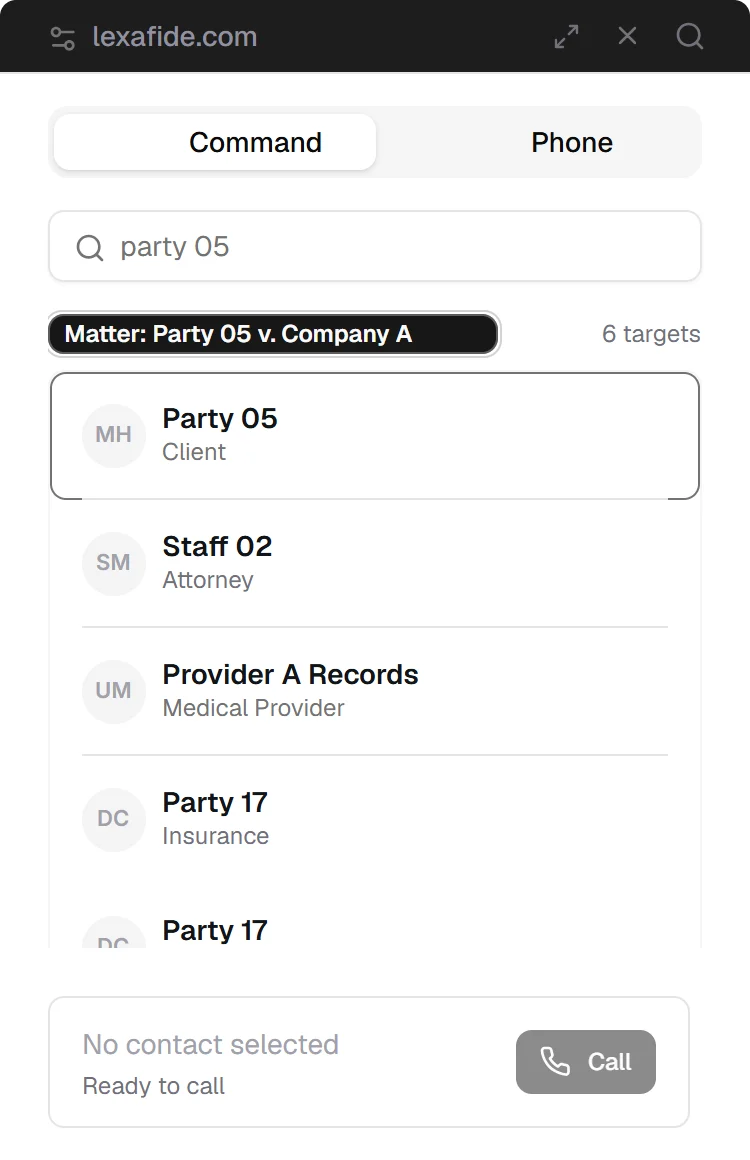 lexafide.com
Command
Phone
party 05
Matter: Party 05 v. Company A
6 targets
MH
Party 05
Client
SM
Staff 02
Attorney
UM
Provider A Records
Medical Provider
DC
Party 17
Insurance
DC
Party 17
No contact selected
Ready to call
Call